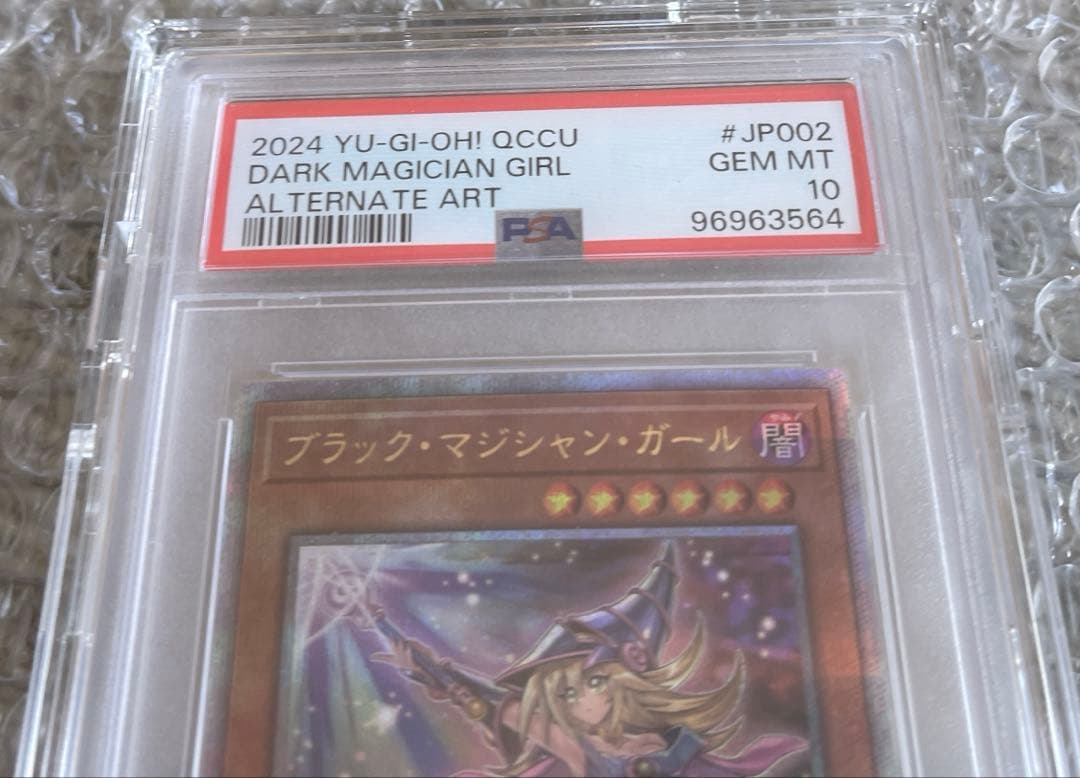 2024 YU-GI-OH! QCCU #JP002
DARK MAGICIAN GIRL GEM MT
ALTERNATE ART 10
PSA 96963564
ブラック・マジシャン・ガール 闇